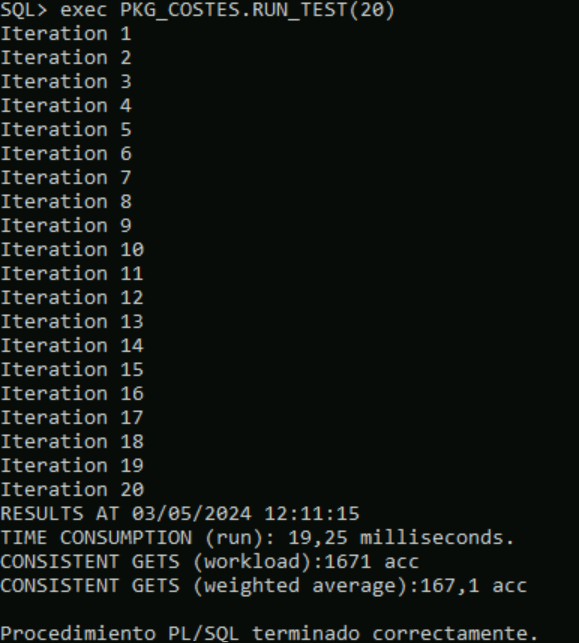 SQL> exec PKG_COSTES.RUN_TEST(20)
Iteration 1
Iteration 2
Iteration 3
Iteration 4
Iteration 5
Iteration 6
Iteration 7
Iteration 8
Iteration 9
Iteration 10
Iteration 11
Iteration 12
Iteration 13
Iteration 14
Iteration 15
Iteration 16
Iteration 17
Iteration 18
Iteration 19
Iteration 20
RESULTS AT 03/05/2024 12:11:15
TIME CONSUMPTION (run): 19,25 milliseconds.
CONSISTENT GETS (workload):1671 acc
CONSISTENT GETS (weighted average):167,1 acc
Procedimiento PL/SQL terminado correctamente.